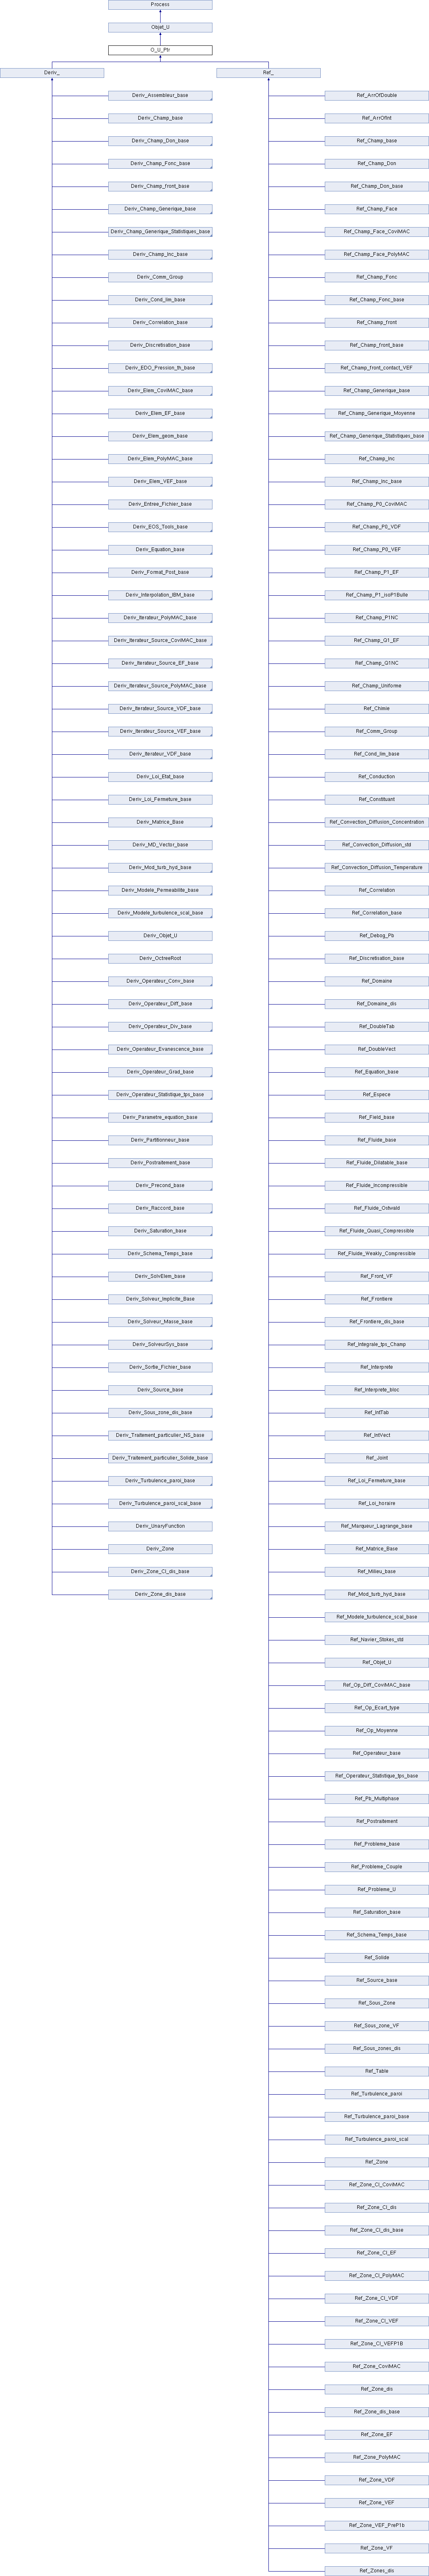 Process
Objet_U
O_U_Ptr
Deriv_
Ref_
Deriv_Assembleur_base
Deriv_Champ_base
Deriv_Champ_Don_base
Deriv_Champ_Fonc_base
Deriv_Champ_front_base
Deriv_Champ_Generique_base
Deriv_Champ_Generique_Statistiques_base
Deriv_Champ_Inc_base
Deriv_Comm_Group
Deriv_Cond_lim_base
Deriv_Correlation_base
Deriv_Discretisation_base
Deriv_EDO_Pression_th_base
Deriv_Elem_CoviMAC_base
Deriv_Elem_EF_base
Deriv_Elem_geom_base
Deriv_Elem_PolyMAC_base
Deriv_Elem_VEF_base
Deriv_Entree_Fichier_base
Deriv_EOS_Tools_base
Deriv_Equation_base
Deriv_Format_Post_base
Deriv_Interpolation_IBM_base
Deriv_Iterateur_PolyMAC_base
Deriv_Iterateur_Source_CoviMAC_base
Deriv_Iterateur_Source_EF_base
Deriv_Iterateur_Source_PolyMAC_base
Deriv_Iterateur_Source_VDF_base
Deriv_Iterateur_Source_VEF_base
Deriv_Iterateur_VDF_base
Deriv_Loi_Etat_base
Deriv_Loi_Fermeture_base
Deriv_Matrice_Base
Deriv_MD_Vector_base
Deriv_Mod_turb_hyd_base
Deriv_Modele_Permeabilite_base
Deriv_Modele_turbulence_scal_base
Deriv_Objet_U
Deriv_OctreeRoot
Deriv_Operateur_Conv_base
Deriv_Operateur_Diff_base
Deriv_Operateur_Div_base
Deriv_Operateur_Evanescence_base
Deriv_Operateur_Grad_base
Deriv_Operateur_Statistique_tps_base
Deriv_Parametre_equation_base
Deriv_Partitionneur_base
Deriv_Postraitement_base
Deriv_Precond_base
Deriv_Raccord_base
Deriv_Saturation_base
Deriv_Schema_Temps_base
Deriv_SolvElem_base
Deriv_Solveur_Implicite_Base
Deriv_Solveur_Masse_base
Deriv_SolveurSys_base
Deriv_Sortie_Fichier_base
Deriv_Source_base
Deriv_Sous_zone_dis_base
Deriv_Traitement_particulier_NS_base
Deriv_Traitement_particulier_Solide_base
Deriv_Turbulence_paroi_base
Deriv_Turbulence_paroi_scal_base
Deriv_UnaryFunction
Deriv_Zone
Deriv_Zone_Cl_dis_base
Deriv_Zone_dis_base
Ref_ArrOfDouble
Ref_ArrOfInt
Ref_Champ_base
Ref_Champ_Don
Ref_Champ_Don_base
Ref_Champ_Face
Ref_Champ_Face_CoviMAC
Ref_Champ_Face_PolyMAC
Ref_Champ_Fonc
Ref_Champ_Fonc_base
Ref_Champ_front
Ref_Champ_front_base
Ref_Champ_front_contact_VEF
Ref_Champ_Generique_base
Ref_Champ_Generique_Moyenne
Ref_Champ_Generique_Statistiques_base
Ref_Champ_Inc
Ref_Champ_Inc_base
Ref_Champ_P0_CoviMAC
Ref_Champ_P0_VDF
Ref_Champ_P0_VEF
Ref_Champ_P1_EF
Ref_Champ_P1_isoP1Bulle
Ref_Champ_P1NC
Ref_Champ_Q1_EF
Ref_Champ_Q1NC
Ref_Champ_Uniforme
Ref_Chimie
Ref_Comm_Group
Ref_Cond_lim_base
Ref_Conduction
Ref_Constituant
Ref_Convection_Diffusion_Concentration
Ref_Convection_Diffusion_std
Ref_Convection_Diffusion_Temperature
Ref_Correlation
Ref_Correlation_base
Ref_Debog_Pb
Ref_Discretisation_base
Ref_Domaine
Ref_Domaine_dis
Ref_DoubleTab
Ref_DoubleVect
Ref_Equation_base
Ref_Espece
Ref_Field_base
Ref_Fluide_base
Ref_Fluide_Dilatable_base
Ref_Fluide_Incompressible
Ref_Fluide_Ostwald
Ref_Fluide_Quasi_Compressible
Ref_Fluide_Weakly_Compressible
Ref_Front_VF
Ref_Frontiere
Ref_Frontiere_dis_base
Ref_Integrale_tps_Champ
Ref_Interprete
Ref_Interprete_bloc
Ref_IntTab
Ref_IntVect
Ref_Joint
Ref_Loi_Fermeture_base
Ref_Loi_horaire
Ref_Marqueur_Lagrange_base
Ref_Matrice_Base
Ref_Milieu_base
Ref_Mod_turb_hyd_base
Ref_Modele_turbulence_scal_base
Ref_Navier_Stokes_std
Ref_Objet_U
Ref_Op_Diff_CoviMAC_base
Ref_Op_Ecart_type
Ref_Op_Moyenne
Ref_Operateur_base
Ref_Operateur_Statistique_tps_base
Ref_Pb_Multiphase
Ref_Postraitement
Ref_Probleme_base
Ref_Probleme_Couple
Ref_Probleme_U
Ref_Saturation_base
Ref_Schema_Temps_base
Ref_Solide
Ref_Source_base
Ref_Sous_Zone
Ref_Sous_zone_VF
Ref_Sous_zones_dis
Ref_Table
Ref_Turbulence_paroi
Ref_Turbulence_paroi_base
Ref_Turbulence_paroi_scal
Ref_Zone
Ref_Zone_Cl_CoviMAC
Ref_Zone_Cl_dis
Ref_Zone_Cl_dis_base
Ref_Zone_Cl_EF
Ref_Zone_Cl_PolyMAC
Ref_Zone_Cl_VDF
Ref_Zone_Cl_VEF
Ref_Zone_Cl_VEFP1B
Ref_Zone_CoviMAC
Ref_Zone_dis
Ref_Zone_dis_base
Ref_Zone_EF
Ref_Zone_PolyMAC
Ref_Zone_VDF
Ref_Zone_VEF
Ref_Zone_VEF_PreP1b
Ref_Zone_VF
Ref_Zones_dis